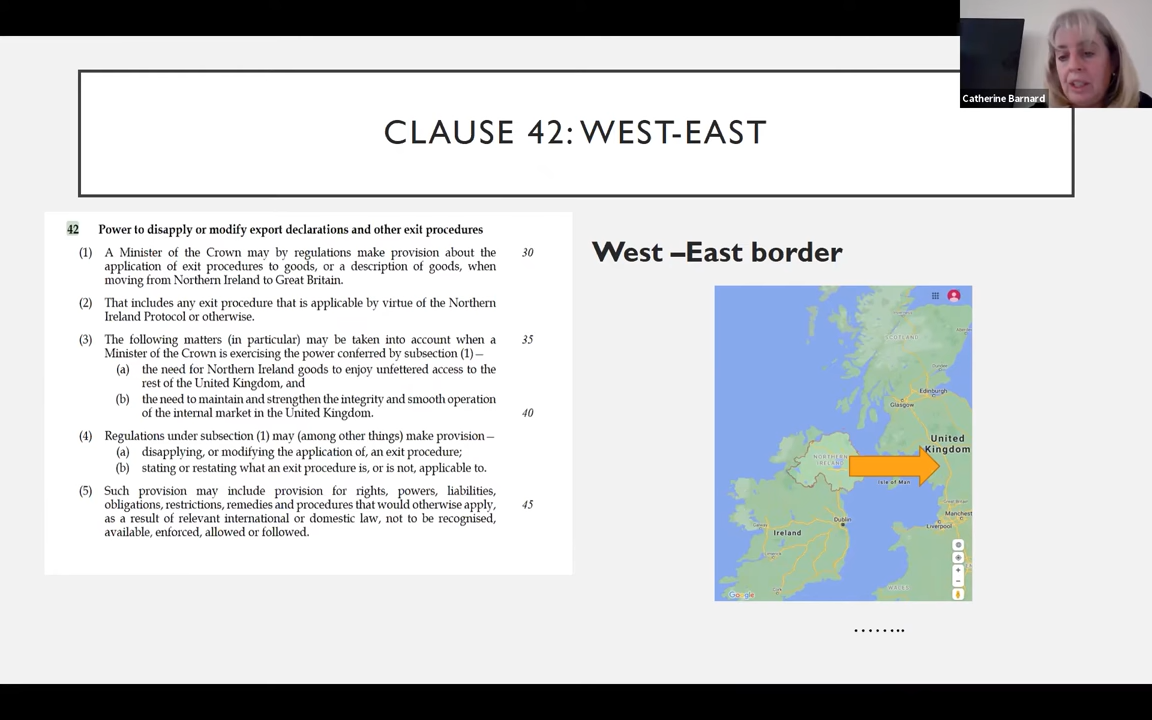 Catherine Barnard
CLAUSE 42: WEST-EAST
42 Power to disapply or modify export declarations and other exit procedures
(1) A Minister of the Crown may by regulations make provision about the 30
application of exit procedures to goods, or a description of goods, when
moving from Northern Ireland to Great Britain.
(2) That includes any exit procedure that is applicable by virtue of the Northern
Ireland Protocol or otherwise.
(3) The following matters (in particular) may be taken into account when a 35
Minister of the Crown is exercising the power conferred by subsection (1)—
(a) the need for Northern Ireland goods to enjoy unfettered access to the
rest of the United Kingdom, and
(b) the need to maintain and strengthen the integrity and smooth operation
of the internal market in the United Kingdom. 40
(4) Regulations under subsection (1) may (among other things) make provision—
(a) disapplying, or modifying the application of, an exit procedure;
(b) stating or restating what an exit procedure is, or is not, applicable to.
(5) Such provision may include provision for rights, powers, liabilities,
obligations, restrictions, remedies and procedures that would otherwise apply, 45
as a result of relevant international or domestic law, not to be recognised,
available, enforced, allowed or followed.
West –East border
SCOTLAND
Edinburgh
Glasgow
United
Kingdom
NORTHERN
IRELAND
Isle of Man
Manchest
Liverpool
Dublin
Ireland
WALES
Google
........